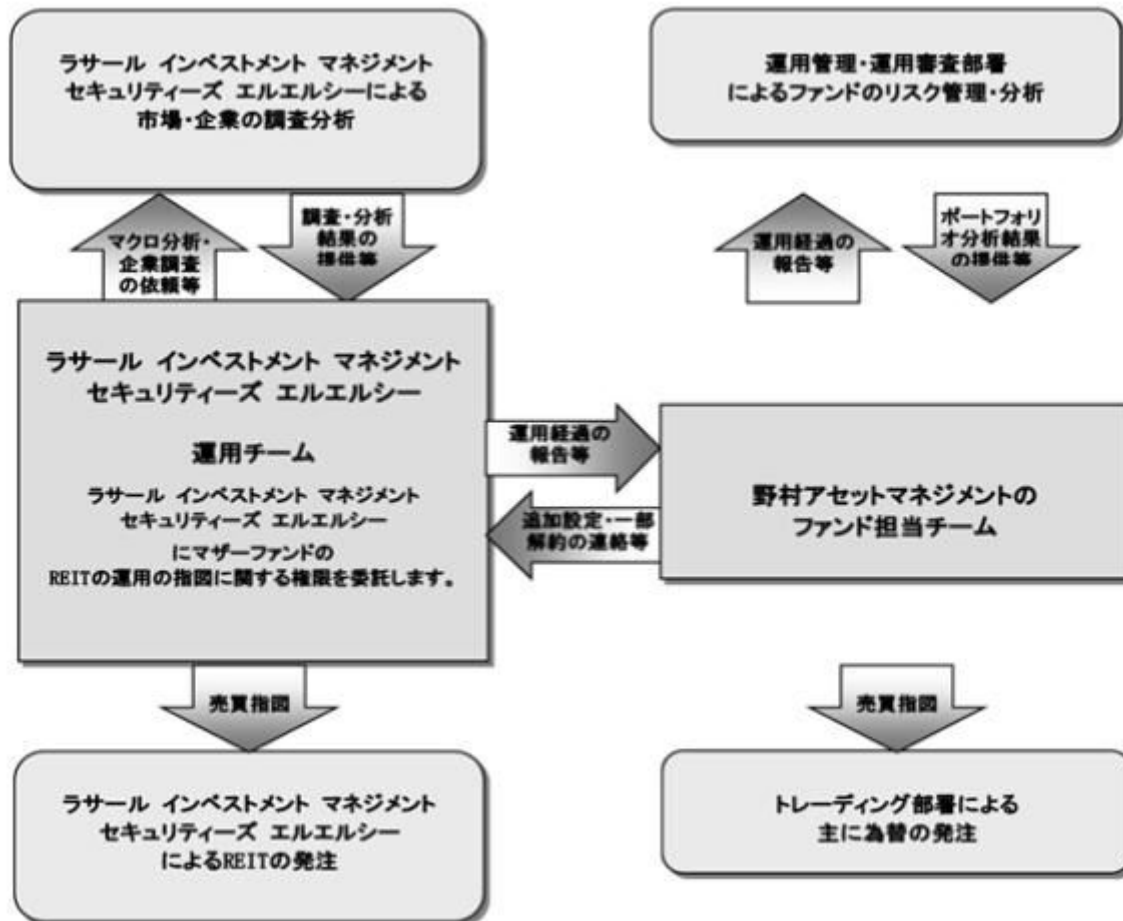 ラサール インベストメント マネジメント
セキュリティーズ エルエルシーによる
市場・企業の調査分析
運用管理・運用審査部署
によるファンドのリスク管理・分析
マクロ分析・
企業調査
の依頼等
調査・分析
結果の
提供等
運用経過の
報告等
ポートフォリ
オ分析結果
の提供等
ラサール インベストメント マネジメント
セキュリティーズ エルエルシー
運用チーム
ラサール インベストメント マネジメント
セキュリティーズ エルエルシー
にマザーファンドの
REITの運用の指図に関する権限を委託します。
運用経過の
報告等
追加設定・一部
解約の連絡等
野村アセットマネジメントの
ファンド担当チーム
売買指図
売買指図
ラサール インベストメント マネジメント
セキュリティーズ エルエルシー
によるREITの発注
トレーディング部署による
主に為替の発注